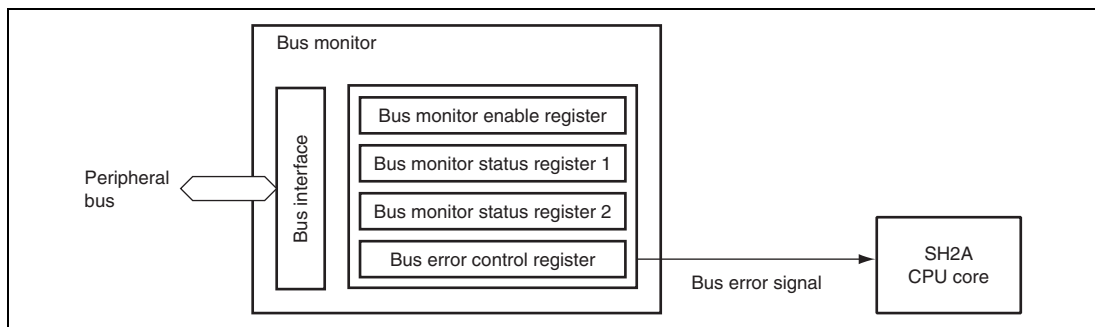 Bus monitor
Bus monitor enable register
Bus monitor status register 1
Bus monitor status register 2
Bus error control register
Bus interface
Peripheral
bus
Bus error signal
SH2A
CPU core